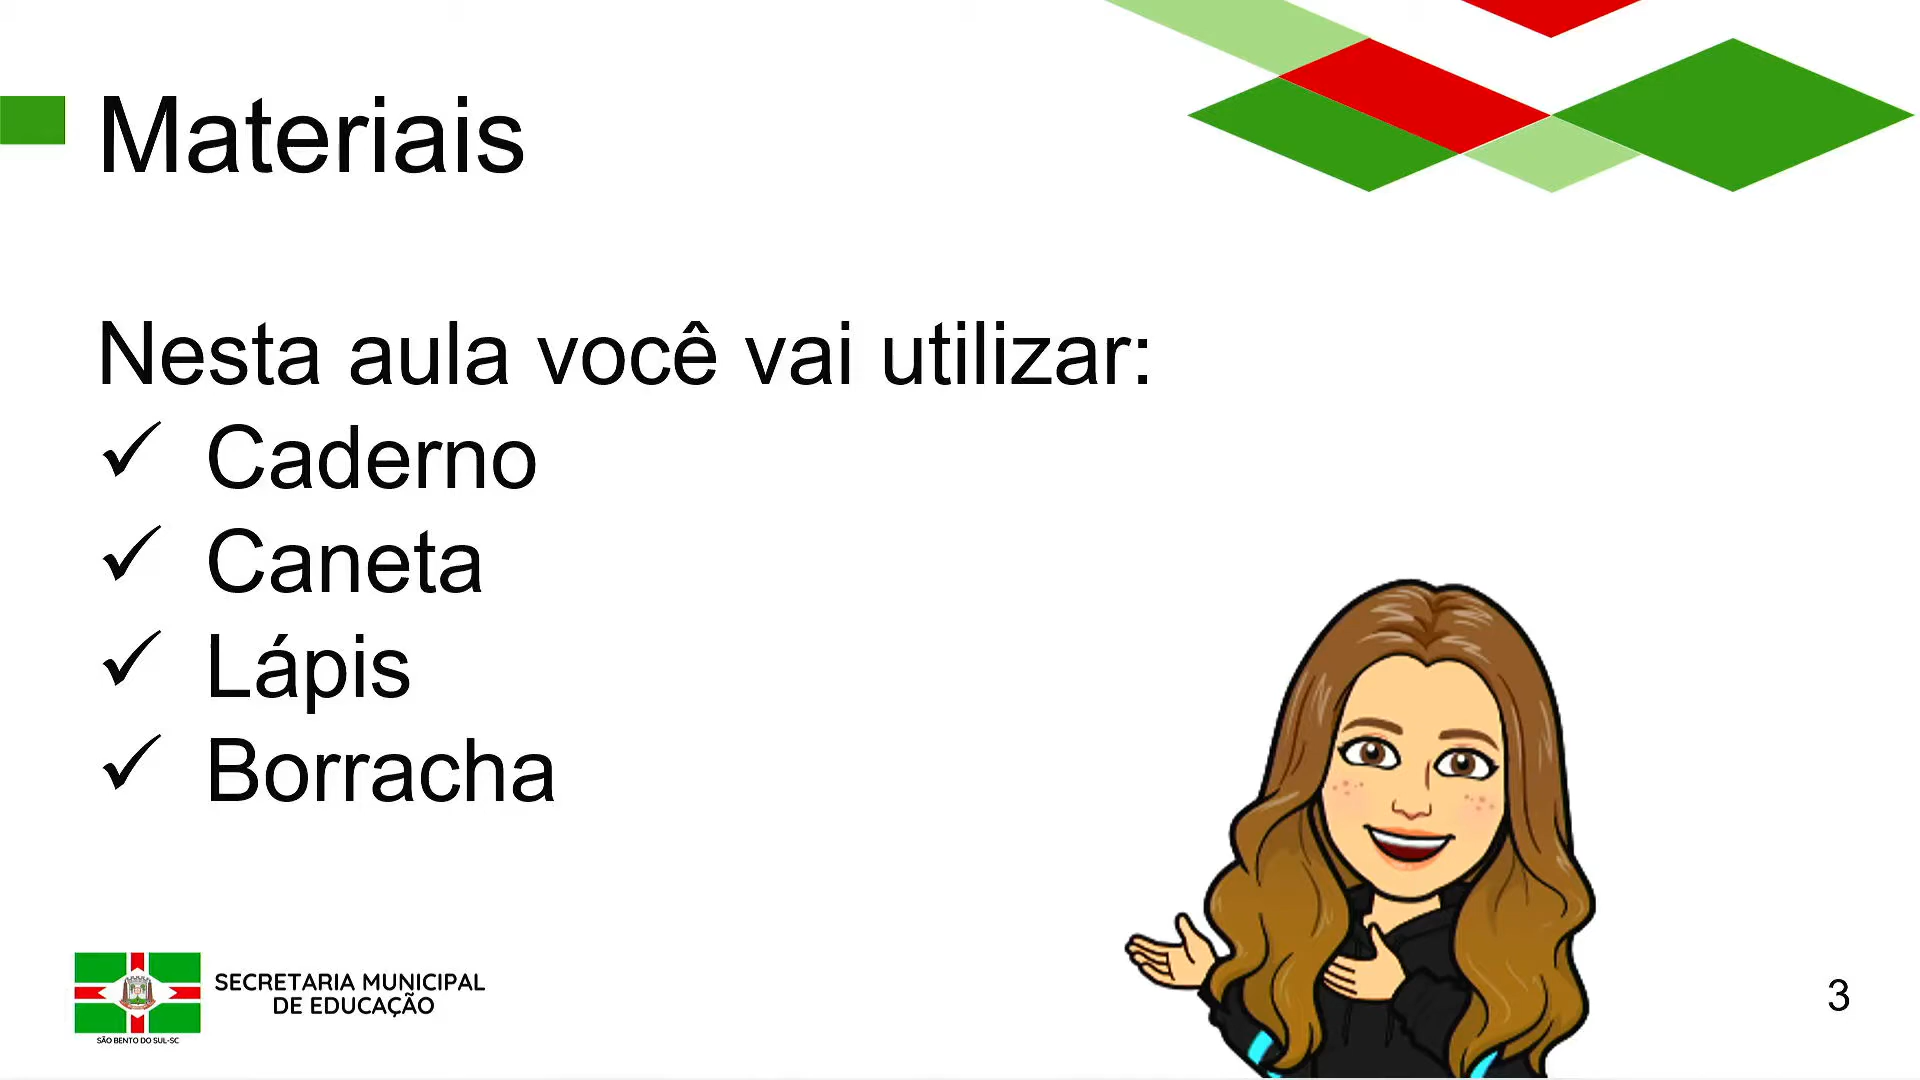 Materiais
Nesta aula você vai utilizar:
✓ Caderno
✓ Caneta
✓ Lápis
✓ Borracha
SECRETARIA MUNICIPAL
DE EDUCAÇÃO
SÃO BENTO DO SUL-SC
3